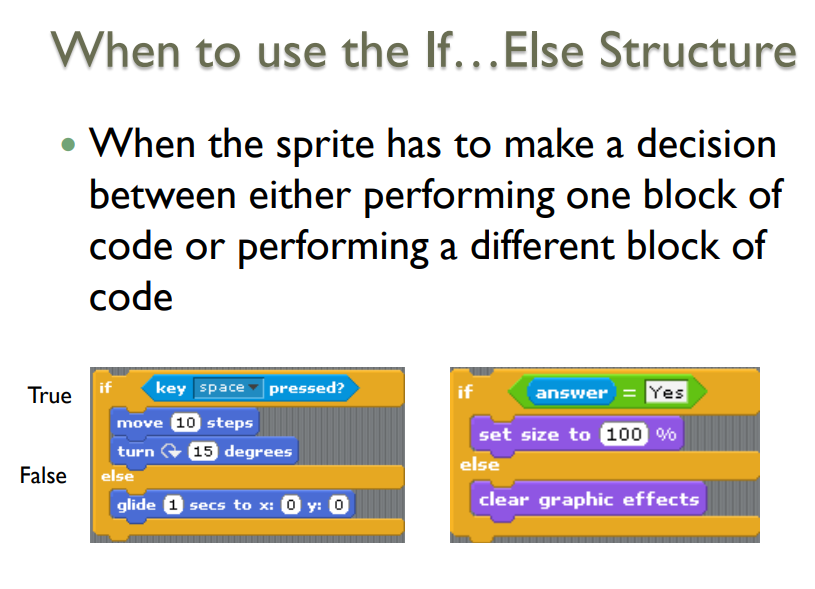 When to use the If…Else Structure
• When the sprite has to make a decision
between either performing one block of
code or performing a different block of
code
True
if key space pressed?
move 10 steps
turn 15 degrees
False
else
glide 1 secs to x: 0 y: 0
if answer = Yes
set size to 100 %
else
clear graphic effects